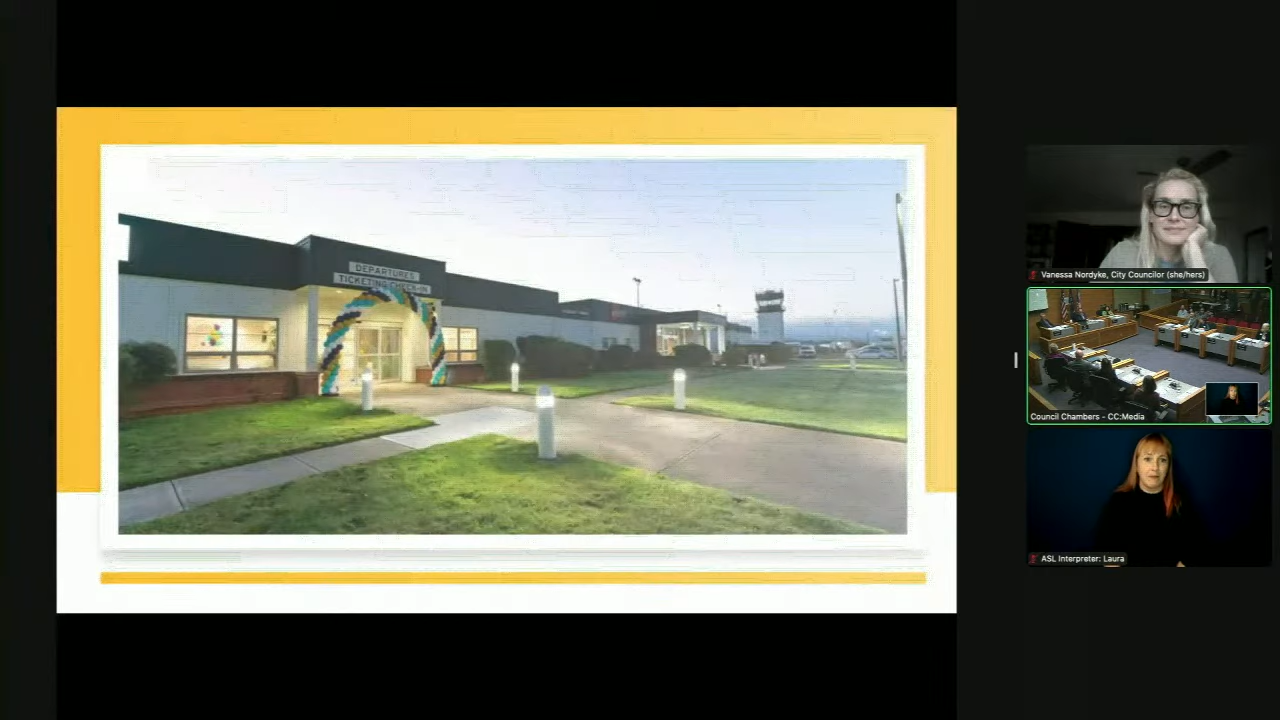 DEPARTURES
TICKETING CHECK-IN
Vanessa Nordyke, City Councilor (she/hers)
Council Chambers - CC:Media
ASL Interpreter: Laura